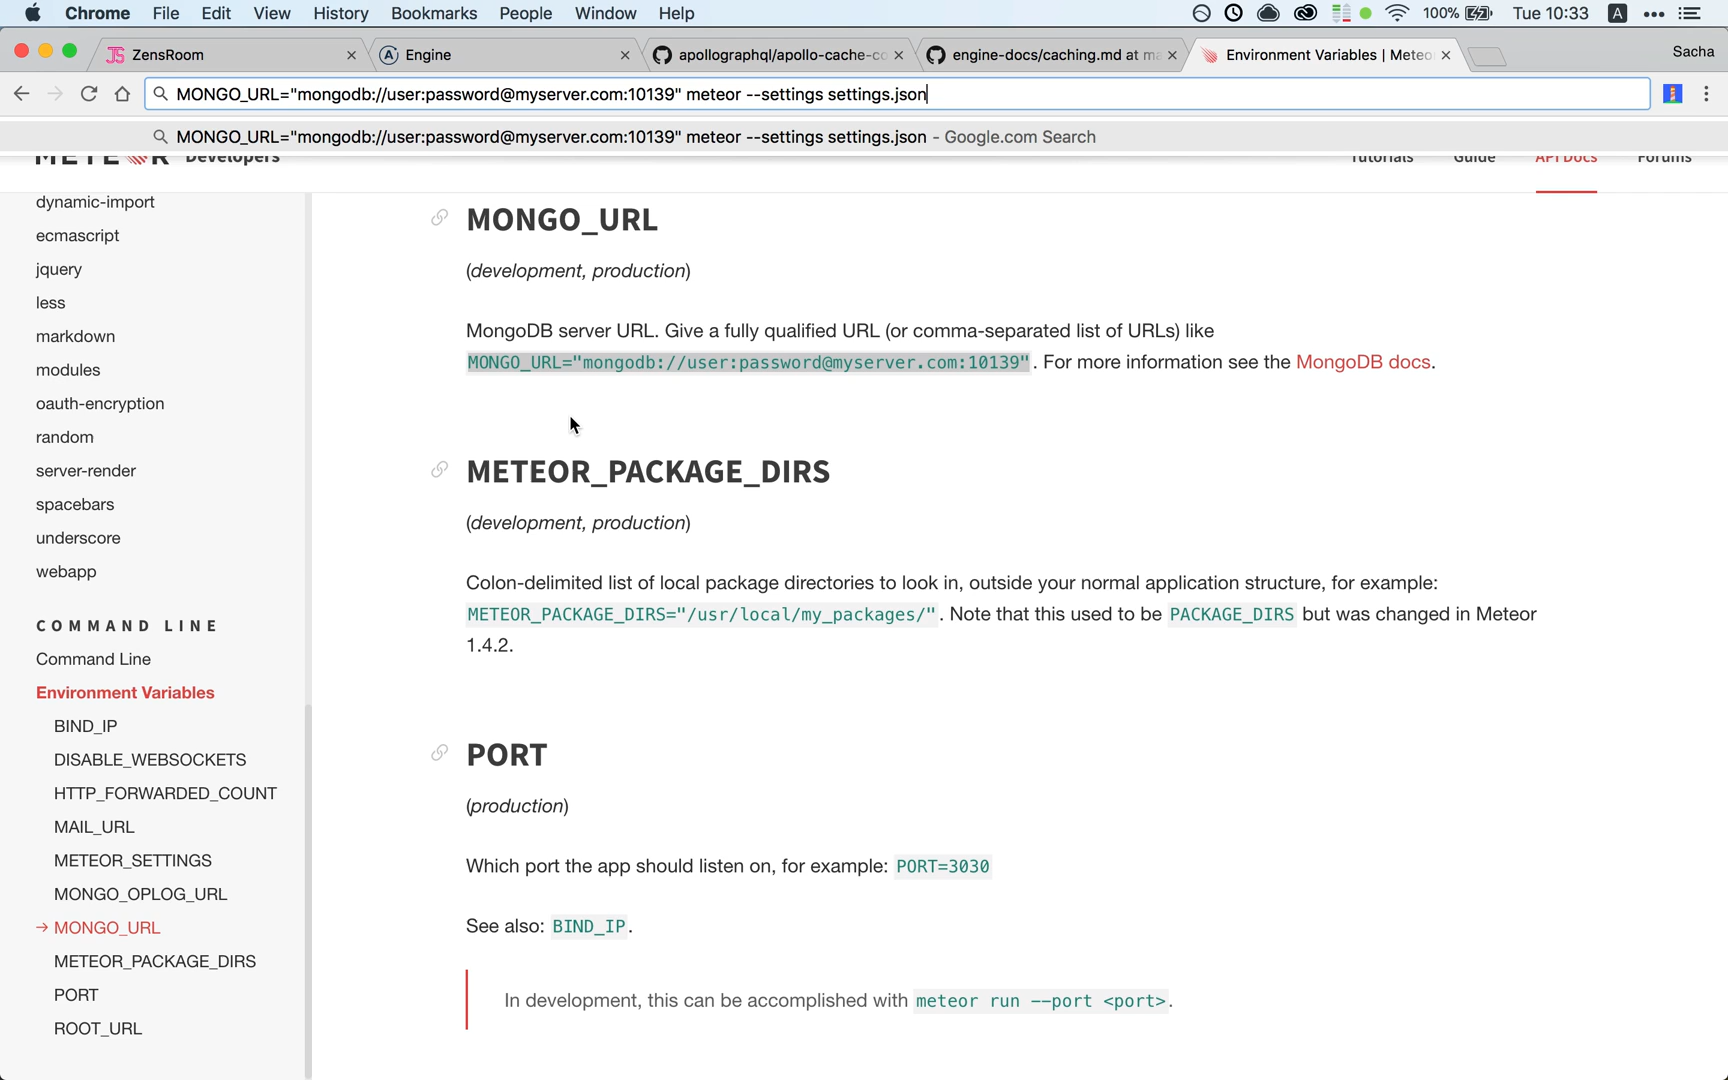 Chrome File Edit View History Bookmarks People Window Help 100% Tue 10:33 A
ZensRoom Engine apollographql/apollo-cache-co engine-docs/caching.md at ma Environment Variables | Meteo Sacha
MONGO_URL="mongodb://user:password@myserver.com:10139" meteor --settings settings.json
MONGO_URL="mongodb://user:password@myserver.com:10139" meteor --settings settings.json - Google.com Search
METEOR Developers Tutorials Guide API Docs Forums
dynamic-import
ecmascript
jquery
less
markdown
modules
oauth-encryption
random
server-render
spacebars
underscore
webapp
COMMAND LINE
Command Line
Environment Variables
BIND_IP
DISABLE_WEBSOCKETS
HTTP_FORWARDED_COUNT
MAIL_URL
METEOR_SETTINGS
MONGO_OPLOG_URL
→ MONGO_URL
METEOR_PACKAGE_DIRS
PORT
ROOT_URL
MONGO_URL
(development, production)
MongoDB server URL. Give a fully qualified URL (or comma-separated list of URLs) like
MONGO_URL="mongodb://user:password@myserver.com:10139". For more information see the MongoDB docs.
METEOR_PACKAGE_DIRS
(development, production)
Colon-delimited list of local package directories to look in, outside your normal application structure, for example:
METEOR_PACKAGE_DIRS="/usr/local/my_packages/". Note that this used to be PACKAGE_DIRS but was changed in Meteor
1.4.2.
PORT
(production)
Which port the app should listen on, for example: PORT=3030
See also: BIND_IP.
In development, this can be accomplished with meteor run --port <port>.